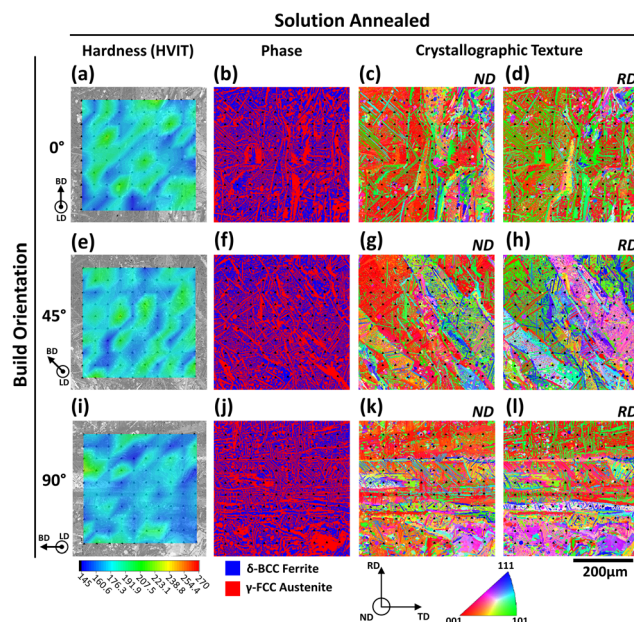 Solution Annealed
Hardness (HVIT) Phase Crystallographic Texture
(a) (b) (c) ND (d) RD
0°
BD
LD
(e) (f) (g) ND (h) RD
45°
BD
LD
Build Orientation
(i) (j) (k) ND (l) RD
90°
BD LD
145 160.6 176.3 191.9 207.5 223.1 238.8 254.4 270
δ-BCC Ferrite
γ-FCC Austenite
RD
ND TD
111
001 101
200μm